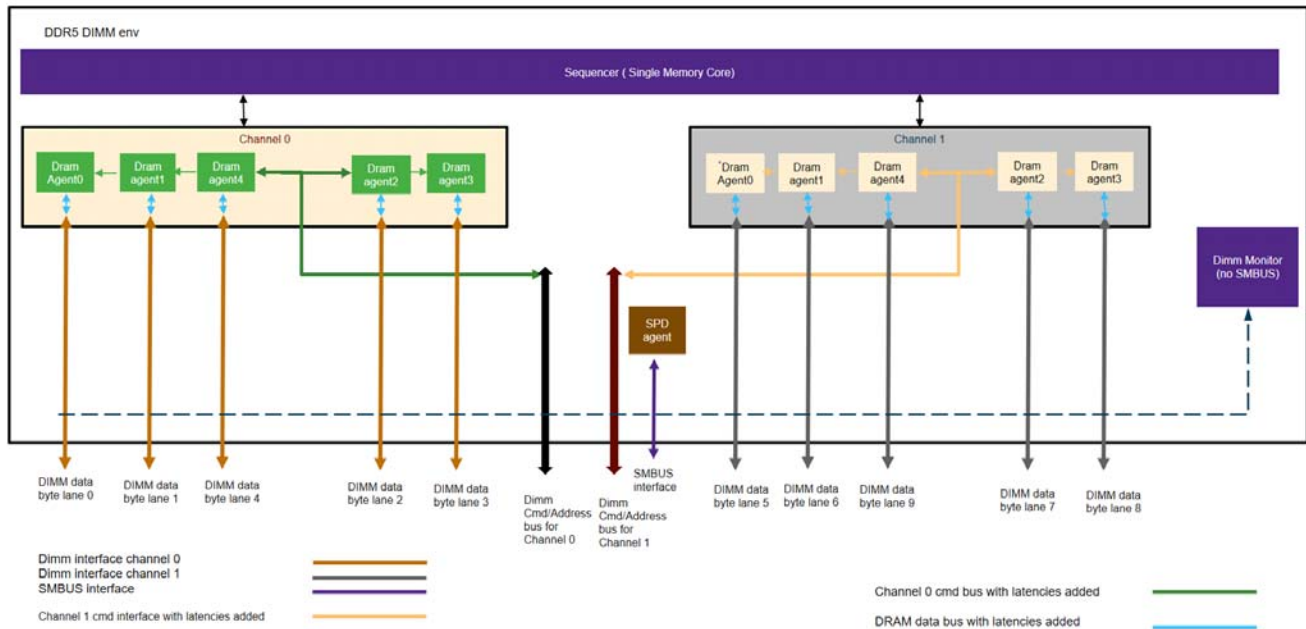 DDR5 DIMM env
Sequencer ( Single Memory Core)
Channel 0
Dram
Agent0
Dram
agent1
Dram
agent4
Dram
agent2
Dram
agent3
Channel 1
*Dram
Agent0
Dram
agent1
Dram
agent4
Dram
agent2
Dram
agent3
Dimm Monitor
(no SMBUS)
SPD
agent
DIMM data
byte lane 0
DIMM data
byte lane 1
DIMM data
byte lane 4
DIMM data
byte lane 2
DIMM data
byte lane 3
Dimm
Cmd/Address
bus for
Channel 0
Dimm
Cmd/Address
bus for
Channel 1
SMBUS
interface
DIMM data
byte lane 5
DIMM data
byte lane 6
DIMM data
byte lane 9
DIMM data
byte lane 7
DIMM data
byte lane 8
Dimm interface channel 0
Dimm interface channel 1
SMBUS interface
Channel 1 cmd interface with latencies added
Channel 0 cmd bus with latencies added
DRAM data bus with latencies added